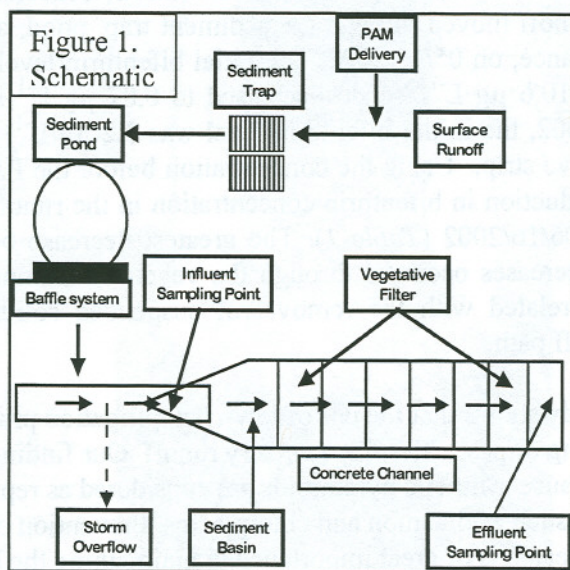 Figure 1.
Schematic
PAM
Delivery
Sediment
Trap
Sediment
Pond
Surface
Runoff
Baffle system
Influent
Sampling Point
Vegetative
Filter
Concrete Channel
Storm
Overflow
Sediment
Basin
Effluent
Sampling Point